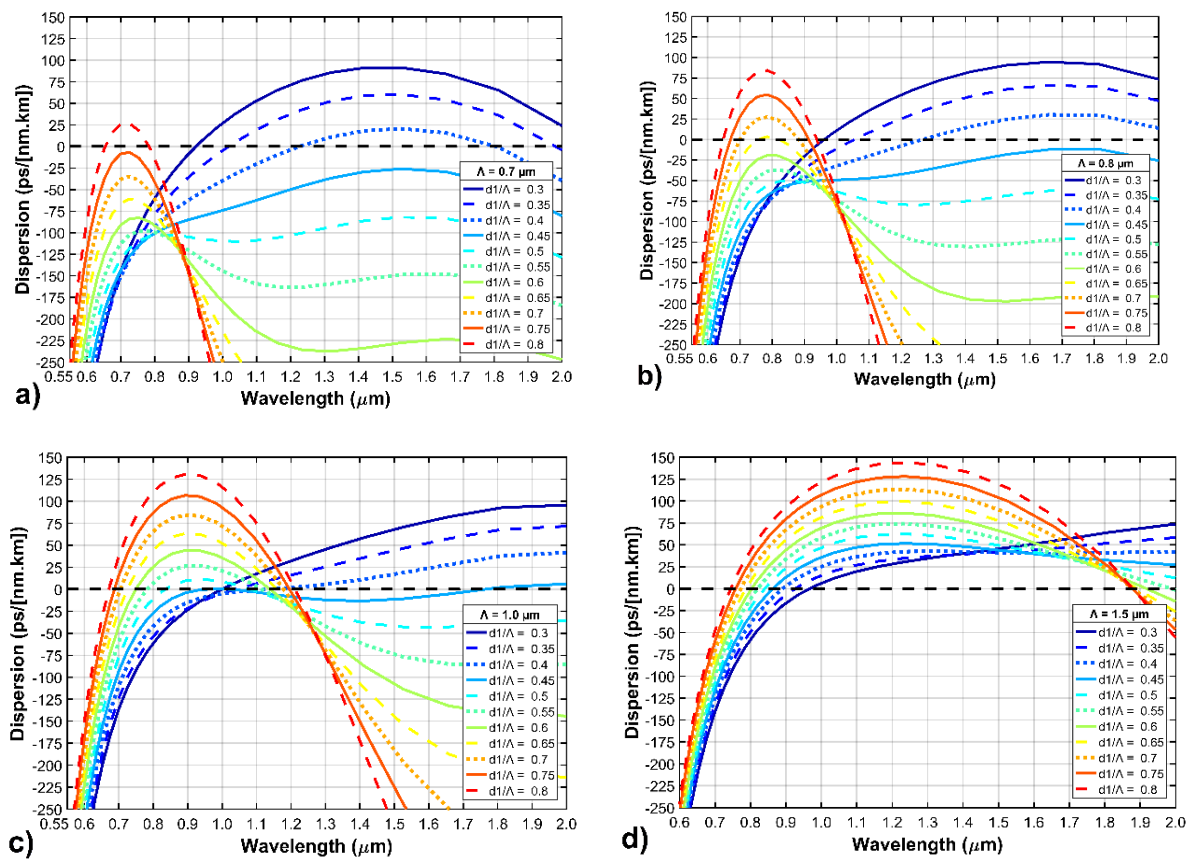 150
125
100
75
50
25
0
-25
-50
-75
-100
-125
-150
-175
-200
-225
-250
Dispersion (ps/[nm.km])
Λ = 0.7 µm
d1/Λ = 0.3
d1/Λ = 0.35
d1/Λ = 0.4
d1/Λ = 0.45
d1/Λ = 0.5
d1/Λ = 0.55
d1/Λ = 0.6
d1/Λ = 0.65
d1/Λ = 0.7
d1/Λ = 0.75
d1/Λ = 0.8
0.55 0.6 0.7 0.8 0.9 1.0 1.1 1.2 1.3 1.4 1.5 1.6 1.7 1.8 1.9 2.0
Wavelength (µm)
a)
150
125
100
75
50
25
0
-25
-50
-75
-100
-125
-150
-175
-200
-225
-250
Dispersion (ps/[nm.km])
Λ = 0.8 µm
d1/Λ = 0.3
d1/Λ = 0.35
d1/Λ = 0.4
d1/Λ = 0.45
d1/Λ = 0.5
d1/Λ = 0.55
d1/Λ = 0.6
d1/Λ = 0.65
d1/Λ = 0.7
d1/Λ = 0.75
d1/Λ = 0.8
0.55 0.6 0.7 0.8 0.9 1.0 1.1 1.2 1.3 1.4 1.5 1.6 1.7 1.8 1.9 2.0
Wavelength (µm)
b)
150
125
100
75
50
25
0
-25
-50
-75
-100
-125
-150
-175
-200
-225
-250
Dispersion (ps/[nm.km])
Λ = 1.0 µm
d1/Λ = 0.3
d1/Λ = 0.35
d1/Λ = 0.4
d1/Λ = 0.45
d1/Λ = 0.5
d1/Λ = 0.55
d1/Λ = 0.6
d1/Λ = 0.65
d1/Λ = 0.7
d1/Λ = 0.75
d1/Λ = 0.8
0.55 0.6 0.7 0.8 0.9 1.0 1.1 1.2 1.3 1.4 1.5 1.6 1.7 1.8 1.9 2.0
Wavelength (µm)
c)
150
125
100
75
50
25
0
-25
-50
-75
-100
-125
-150
-175
-200
-225
-250
Dispersion (ps/[nm.km])
Λ = 1.5 µm
d1/Λ = 0.3
d1/Λ = 0.35
d1/Λ = 0.4
d1/Λ = 0.45
d1/Λ = 0.5
d1/Λ = 0.55
d1/Λ = 0.6
d1/Λ = 0.65
d1/Λ = 0.7
d1/Λ = 0.75
d1/Λ = 0.8
0.6 0.7 0.8 0.9 1.0 1.1 1.2 1.3 1.4 1.5 1.6 1.7 1.8 1.9 2.0
Wavelength (µm)
d)